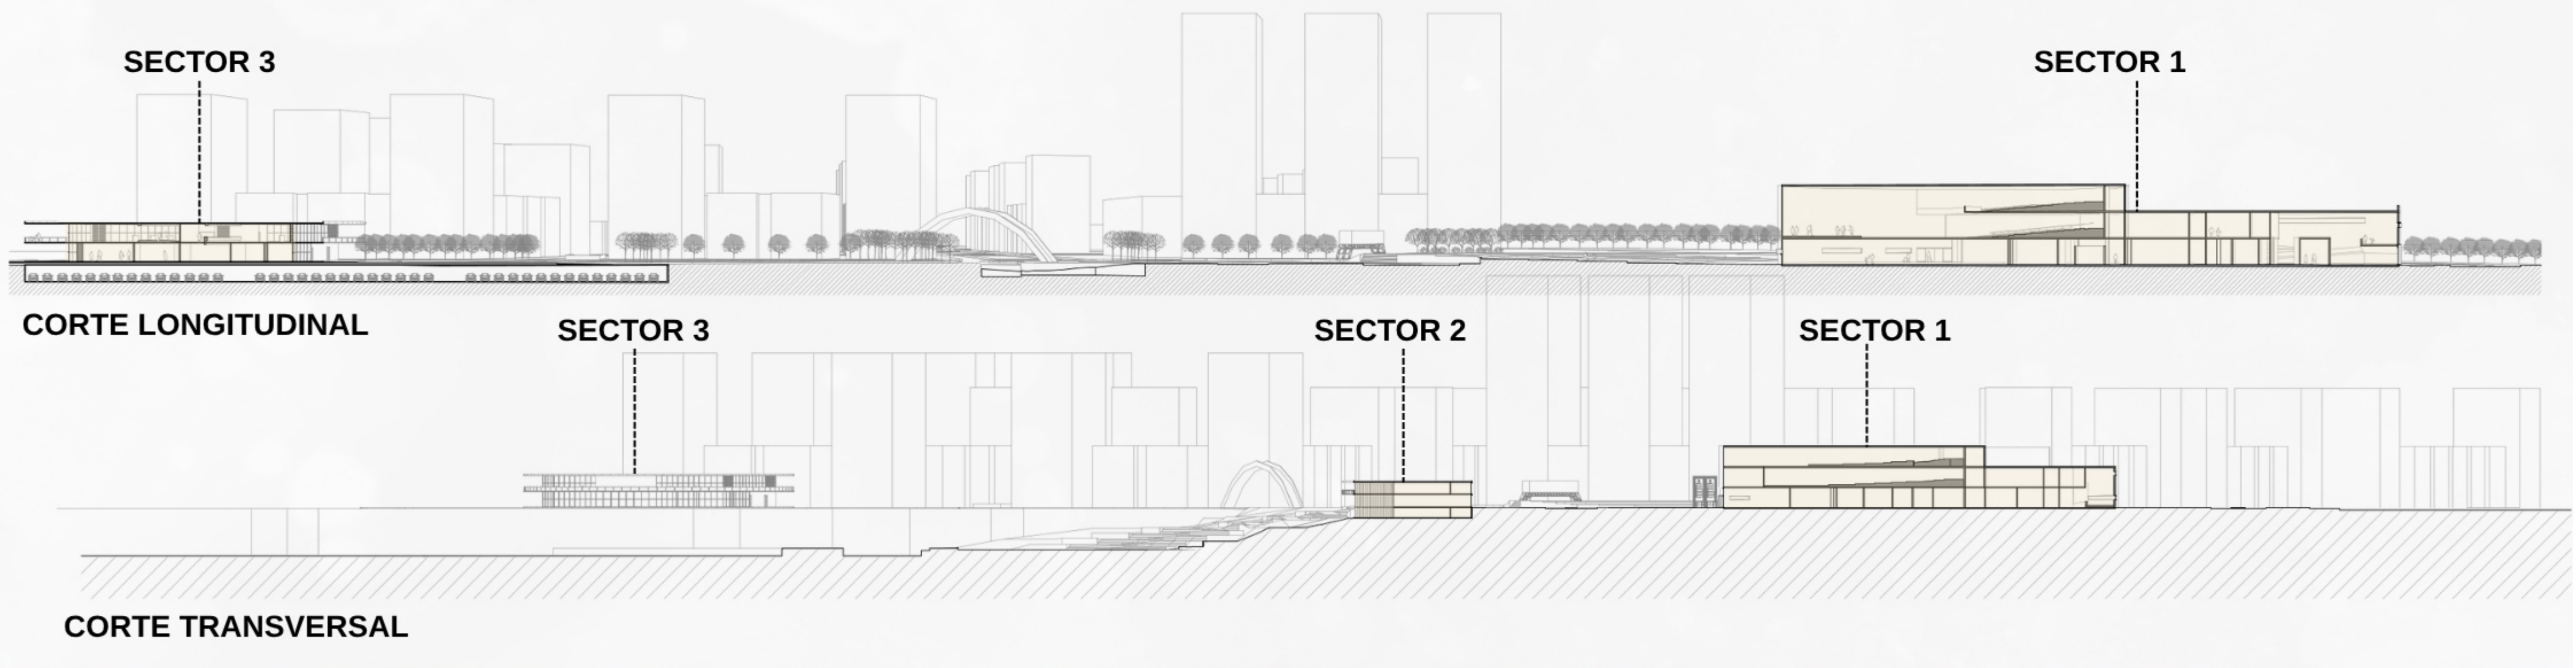 SECTOR 3
SECTOR 1
CORTE LONGITUDINAL
SECTOR 3
SECTOR 2
SECTOR 1
CORTE TRANSVERSAL